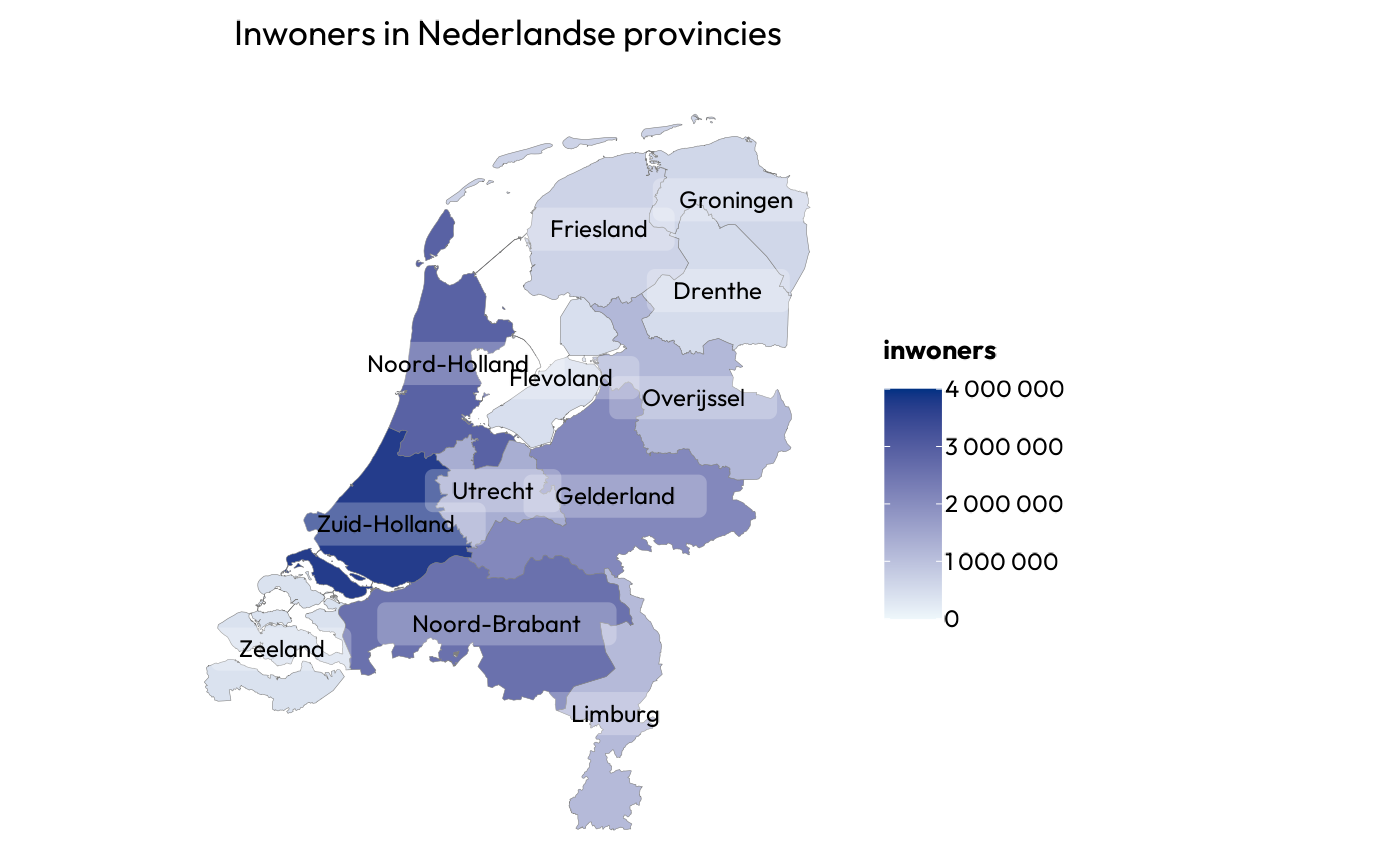 Inwoners in Nederlandse provincies
Groningen
Friesland
Drenthe
Noord-Holland
Flevoland
Overijssel
Utrecht
Gelderland
Zuid-Holland
Noord-Brabant
Zeeland
Limburg
inwoners
4 000 000
3 000 000
2 000 000
1 000 000
0